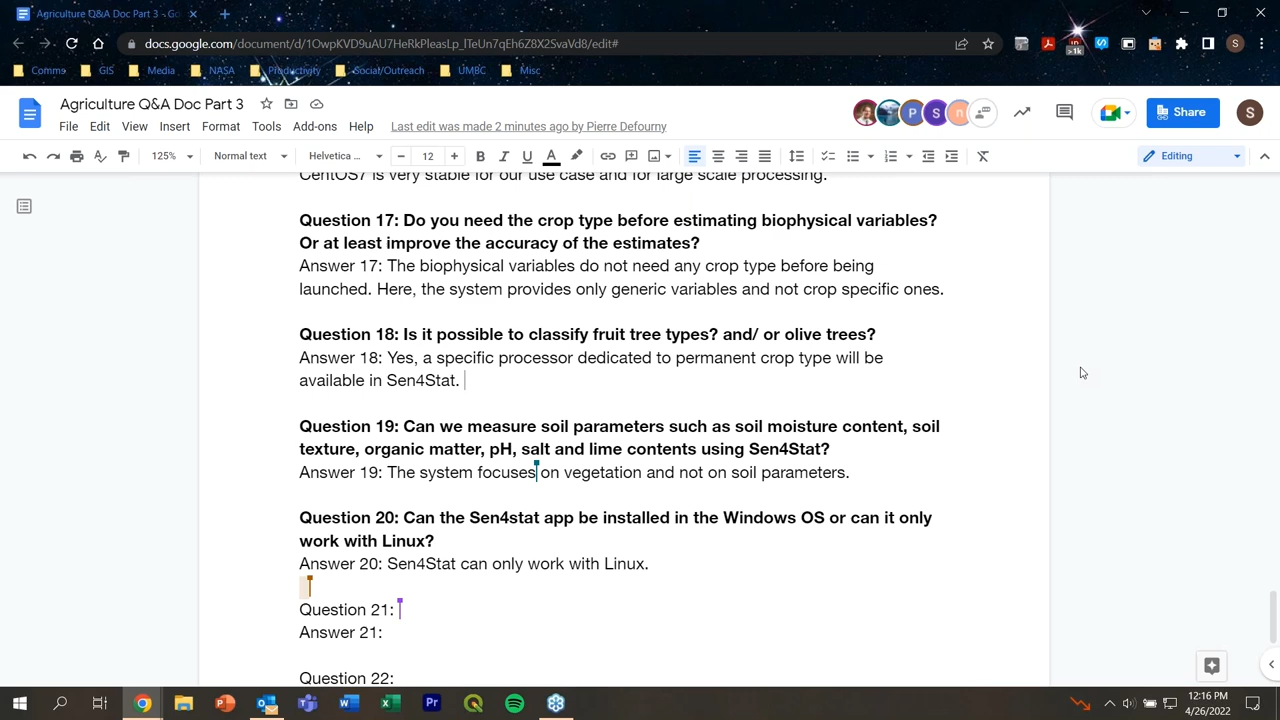 Agriculture Q&A Doc Part 3 - Go
docs.google.com/document/d/1OwpKVD9uAU7HeRkPleasLp_lTeUn7qEh6Z8X2SvaVd8/edit#
S
>1k
Comms GIS Media NASA Productivity Social/Outreach UMBC Misc
Agriculture Q&A Doc Part 3
P S n
Share
S
File Edit View Insert Format Tools Add-ons Help Last edit was made 2 minutes ago by Pierre Defourny
125% Normal text Helvetica ... 12 B I U A Editing
CentOS7 is very stable for our use case and for large scale processing.
Question 17: Do you need the crop type before estimating biophysical variables?
Or at least improve the accuracy of the estimates?
Answer 17: The biophysical variables do not need any crop type before being
launched. Here, the system provides only generic variables and not crop specific ones.
Question 18: Is it possible to classify fruit tree types? and/ or olive trees?
Answer 18: Yes, a specific processor dedicated to permanent crop type will be
available in Sen4Stat.
Question 19: Can we measure soil parameters such as soil moisture content, soil
texture, organic matter, pH, salt and lime contents using Sen4Stat?
Answer 19: The system focuses on vegetation and not on soil parameters.
Question 20: Can the Sen4stat app be installed in the Windows OS or can it only
work with Linux?
Answer 20: Sen4Stat can only work with Linux.
Question 21:
Answer 21:
Question 22:
12:16 PM
4/26/2022